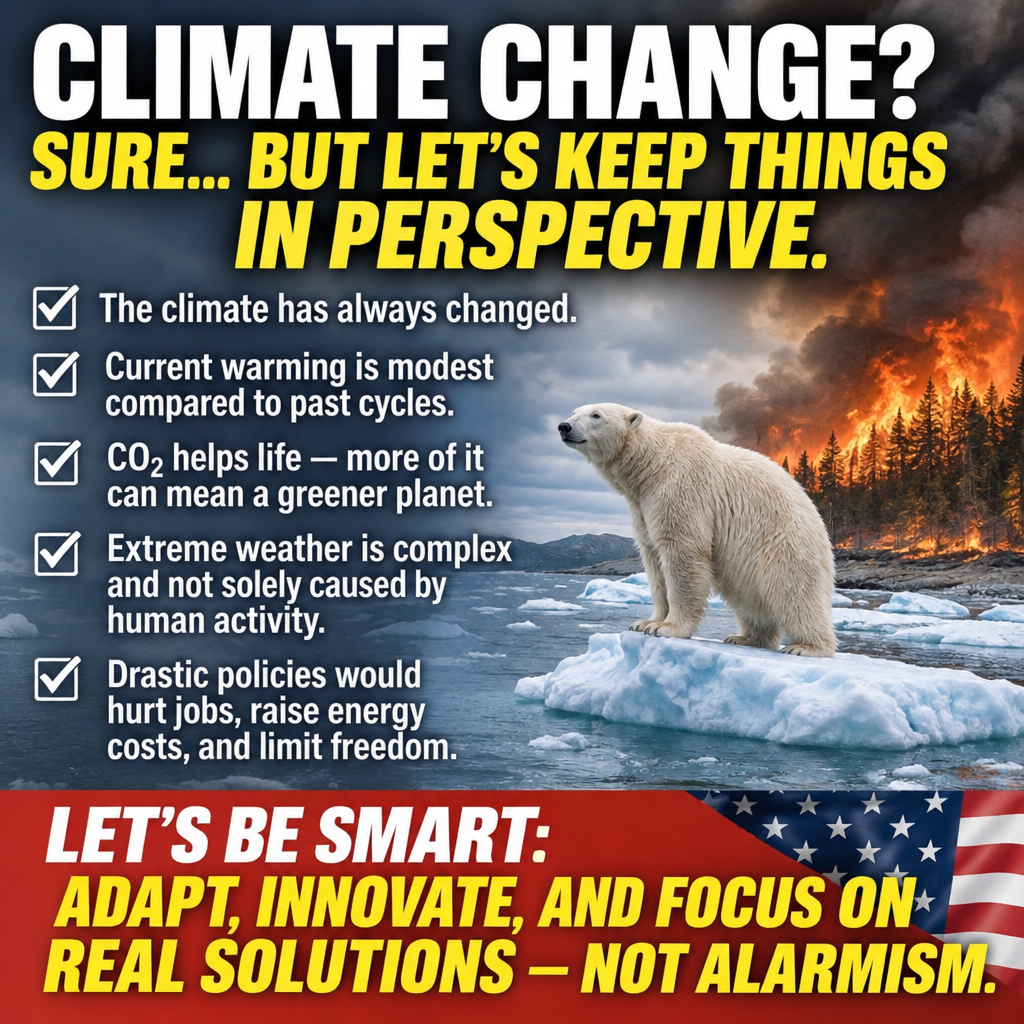 CLIMATE CHANGE?
SURE... BUT LET'S KEEP THINGS
IN PERSPECTIVE.
The climate has always changed.
Current warming is modest
compared to past cycles.
CO₂ helps life — more of it
can mean a greener planet.
Extreme weather is complex
and not solely caused by
human activity.
Drastic policies would
hurt jobs, raise energy
costs, and limit freedom.
LET'S BE SMART:
ADAPT, INNOVATE, AND FOCUS ON
REAL SOLUTIONS – NOT ALARMISM.